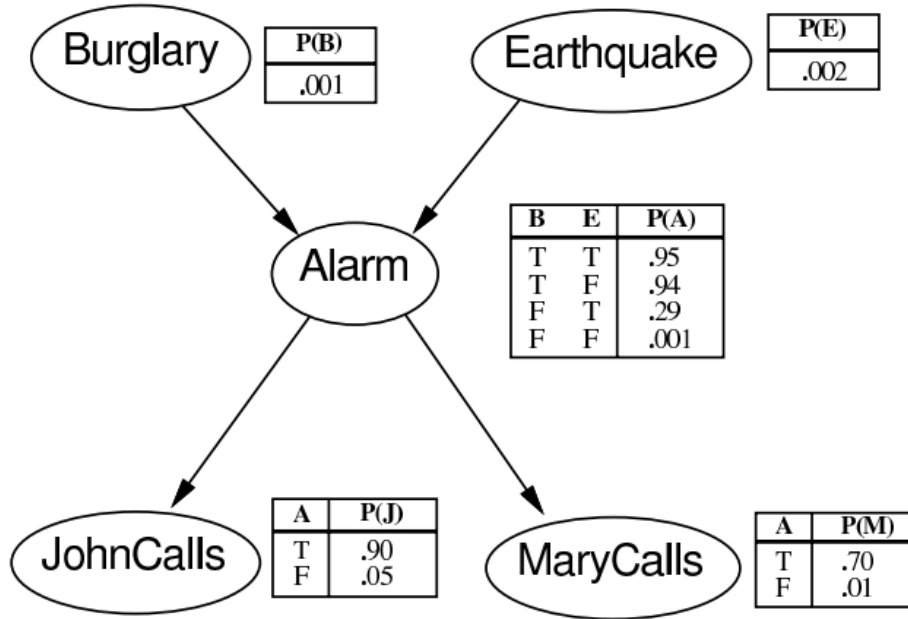 Burglary
P(B)
.001
Earthquake
P(E)
.002
Alarm
B E P(A)
T T .95
T F .94
F T .29
F F .001
JohnCalls
A P(J)
T .90
F .05
MaryCalls
A P(M)
T .70
F .01